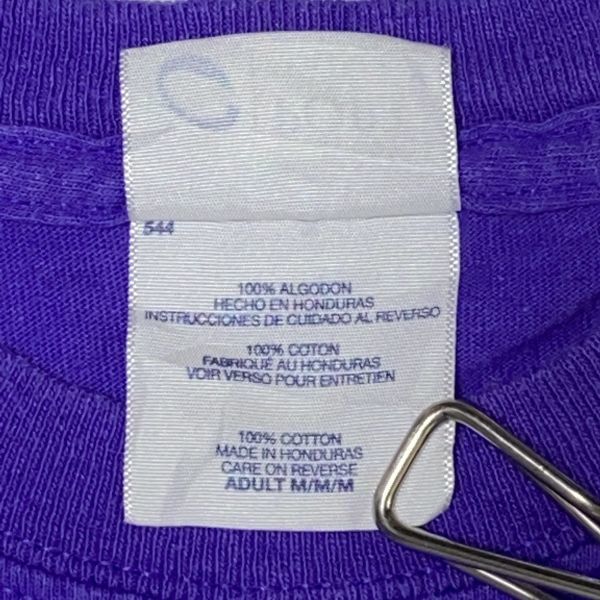 544
100% ALGODON
HECHO EN HONDURAS
INSTRUCCIONES DE CUIDADO AL REVERSO
100% COTON
FABRIQUÉ AU HONDURAS
VOIR VERSO POUR ENTRETIEN
100% COTTON
MADE IN HONDURAS
CARE ON REVERSE
ADULT M/M/M